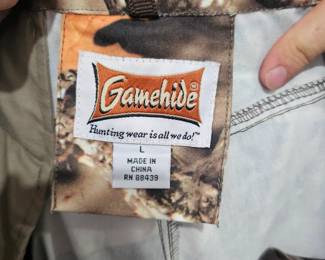 Gamehide®
Hunting wear is all we do!™
L
MADE IN
CHINA
RN 88439